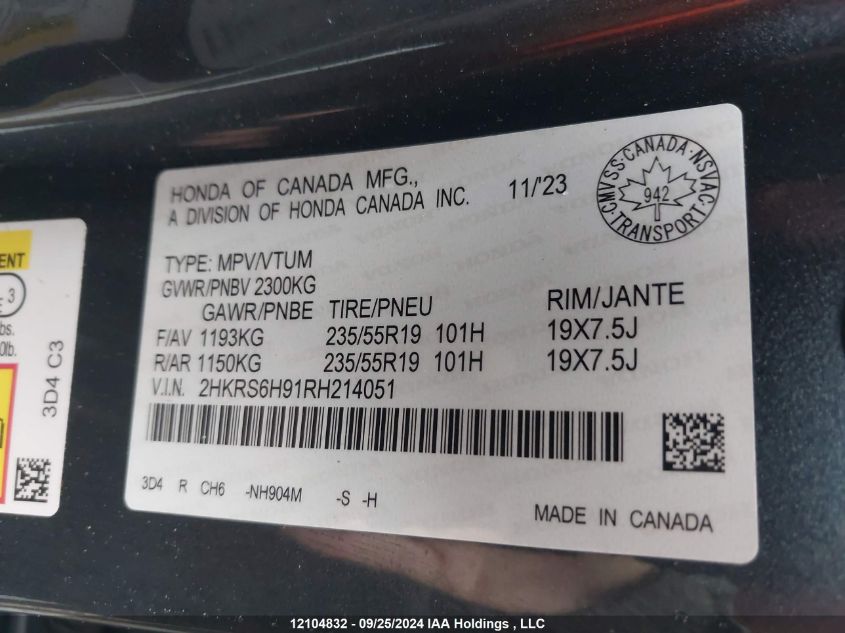 HONDA OF CANADA MFG.,
A DIVISION OF HONDA CANADA INC. 11/'23
CMVSS·CANADA·NSVAC·TRANSPORT
942
TYPE: MPV/VTUM
GVWR/PNBV 2300KG
GAWR/PNBE TIRE/PNEU RIM/JANTE
F/AV 1193KG 235/55R19 101H 19X7.5J
R/AR 1150KG 235/55R19 101H 19X7.5J
V.I.N. 2HKRS6H91RH214051
3D4 R CH6 -NH904M -S -H
MADE IN CANADA
3
3D4 C3
12104832 - 09/25/2024 IAA Holdings , LLC